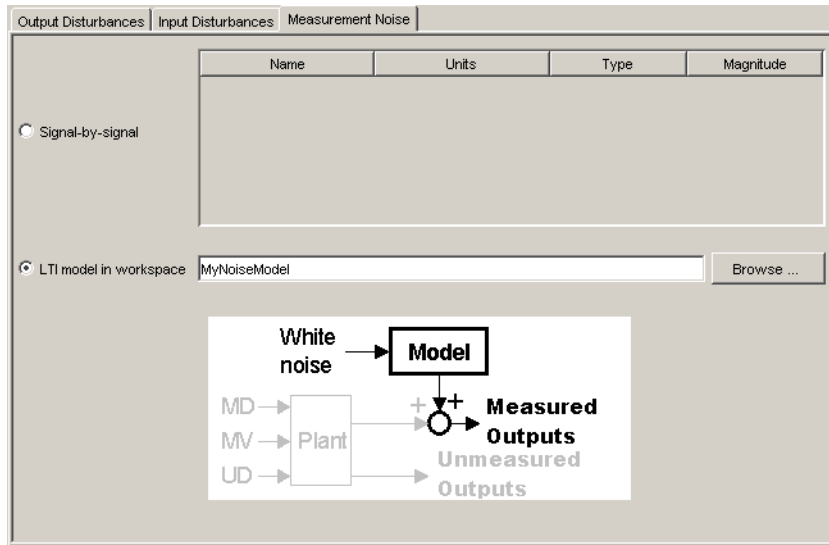 Output Disturbances Input Disturbances Measurement Noise
Name Units Type Magnitude
Signal-by-signal
LTI model in workspace MyNoiseModel Browse ...
White
noise
Model
+ +
MD
MV
UD
Plant
Measured
Outputs
Unmeasured
Outputs